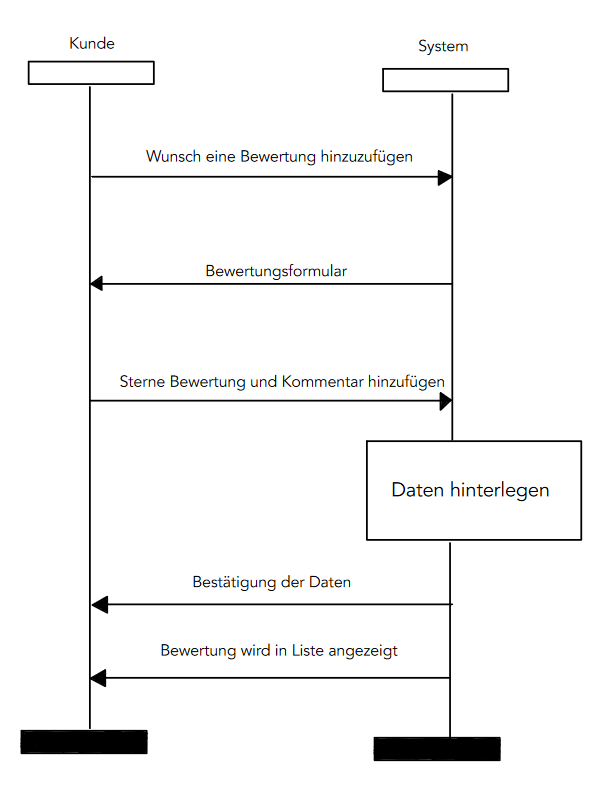 Kunde
System
Wunsch eine Bewertung hinzuzufügen
Bewertungsformular
Sterne Bewertung und Kommentar hinzufügen
Daten hinterlegen
Bestätigung der Daten
Bewertung wird in Liste angezeigt